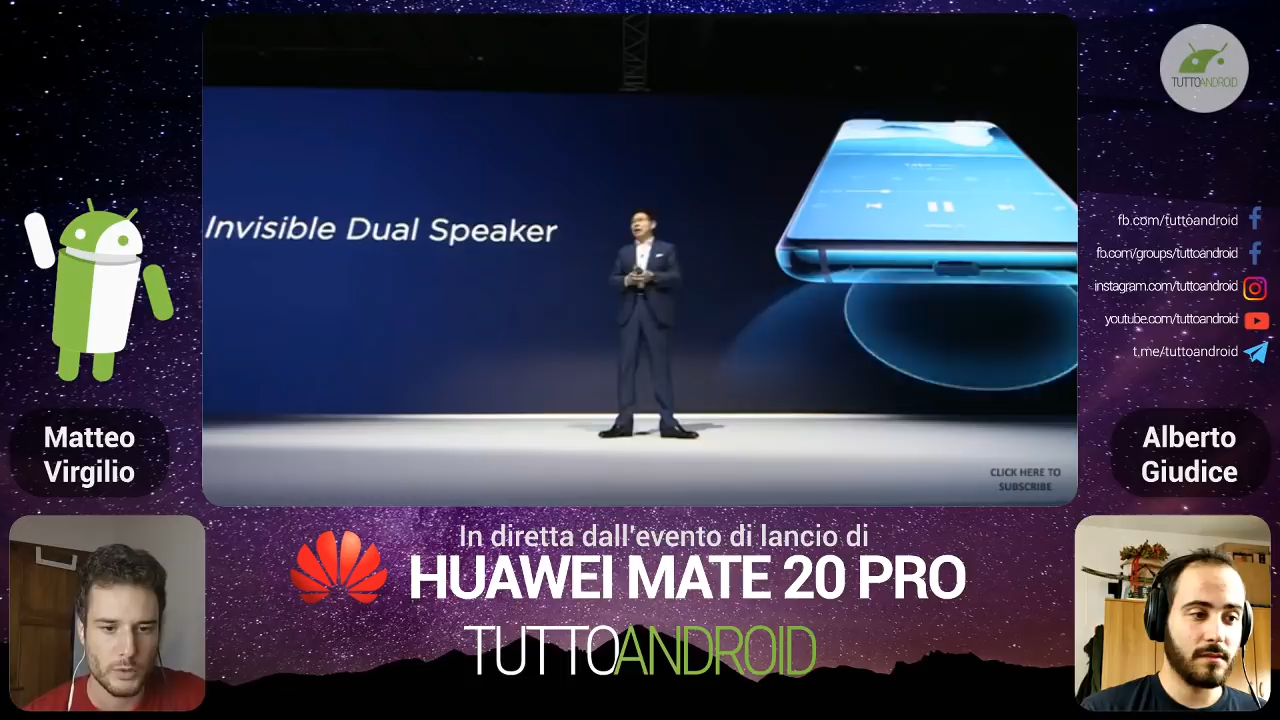 TUTTOANDROID
Invisible Dual Speaker
fb.com/tuttoandroid
fb.com/groups/tuttoandroid
instagram.com/tuttoandroid
youtube.com/tuttoandroid
t.me/tuttoandroid
Matteo
Virgilio
Alberto
Giudice
CLICK HERE TO
SUBSCRIBE
In diretta dall'evento di lancio di
HUAWEI MATE 20 PRO
TUTTOANDROID